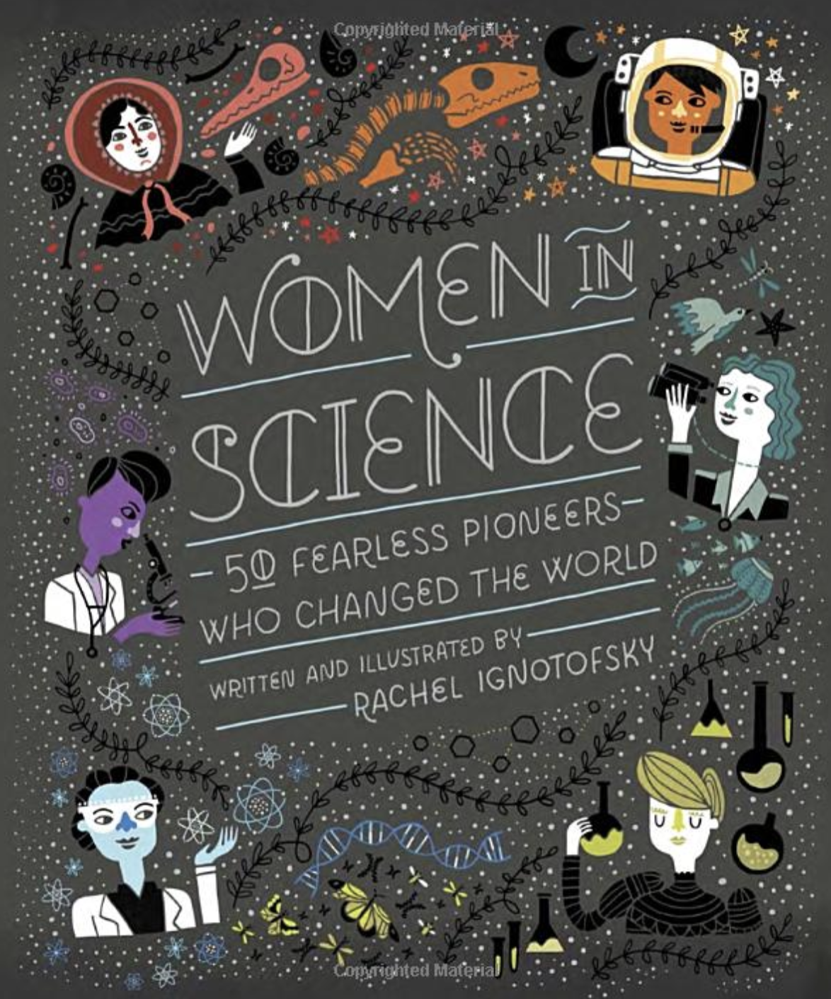 Copyrighted Material
WOMEN IN
SCIENCE
50 FEARLESS PIONEERS
WHO CHANGED THE WORLD
WRITTEN AND ILLUSTRATED BY
RACHEL IGNOTOFSKY
Copyrighted Material